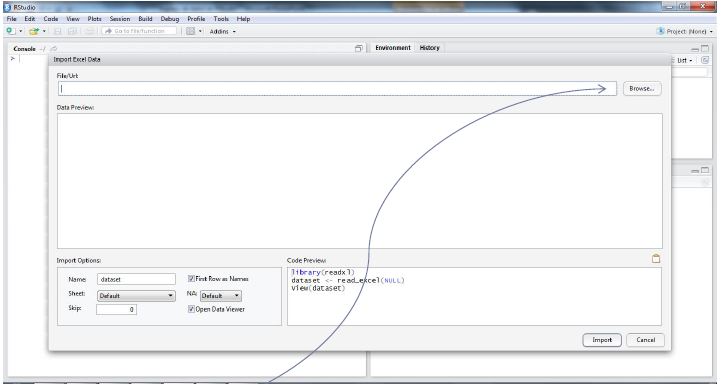 RStudio
File Edit Code View Plots Session Build Debug Profile Tools Help
Go to file/function Addins Project: (None)
Console ~/ Environment History
> List
Import Excel Data
File/Url:
Browse...
Data Preview:
Import Options: Code Preview:
Name: dataset First Row as Names
Sheet: Default NA: Default
Skip: 0 Open Data Viewer
library(readxl)
dataset <- read_excel(NULL)
View(dataset)
Import Cancel